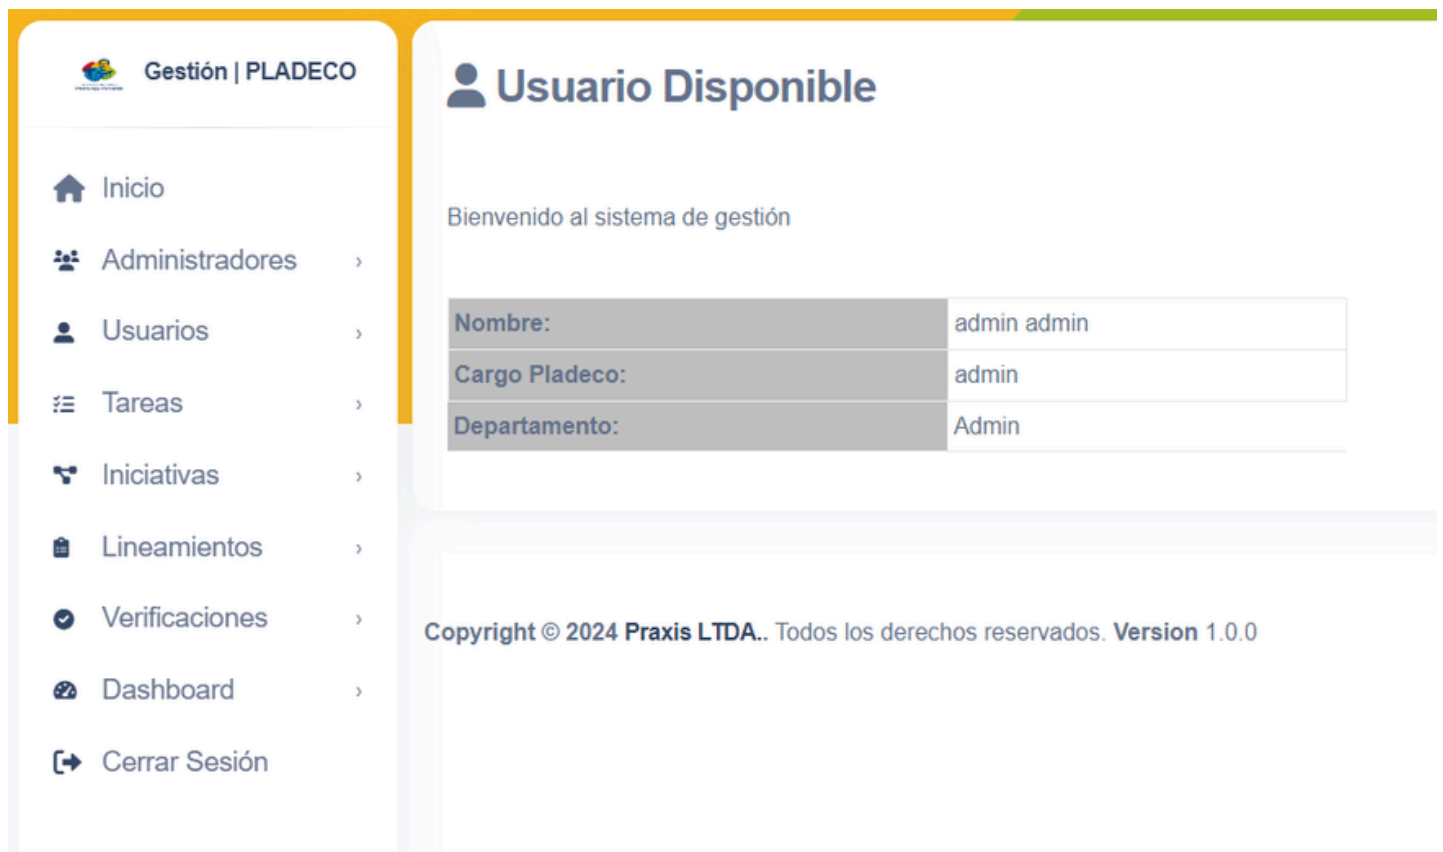 Gestión | PLADECO
Inicio
Administradores
Usuarios
Tareas
Iniciativas
Lineamientos
Verificaciones
Dashboard
Cerrar Sesión
Usuario Disponible
Bienvenido al sistema de gestión
Nombre: admin admin
Cargo Pladeco: admin
Departamento: Admin
Copyright © 2024 Praxis LTDA.. Todos los derechos reservados. Version 1.0.0